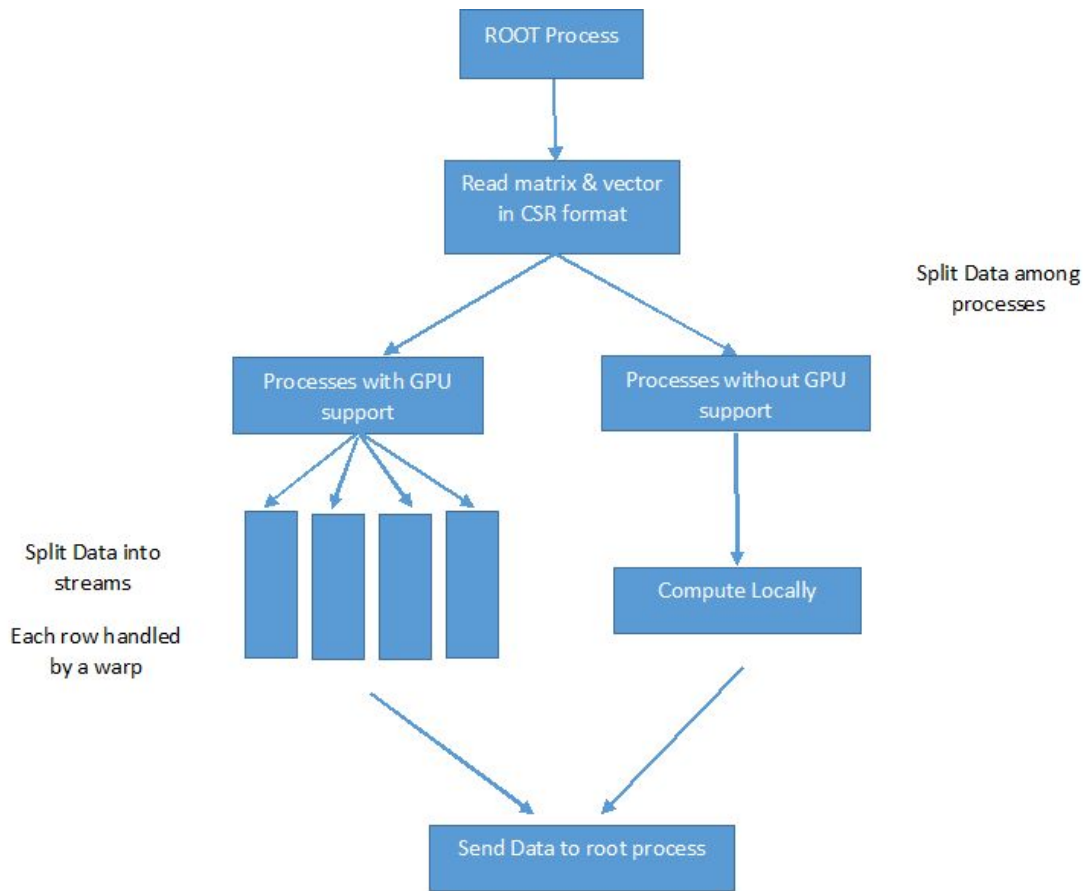 ROOT Process
Read matrix & vector
in CSR format
Split Data among
processes
Processes with GPU
support
Processes without GPU
support
Split Data into
streams
Each row handled
by a warp
Compute Locally
Send Data to root process